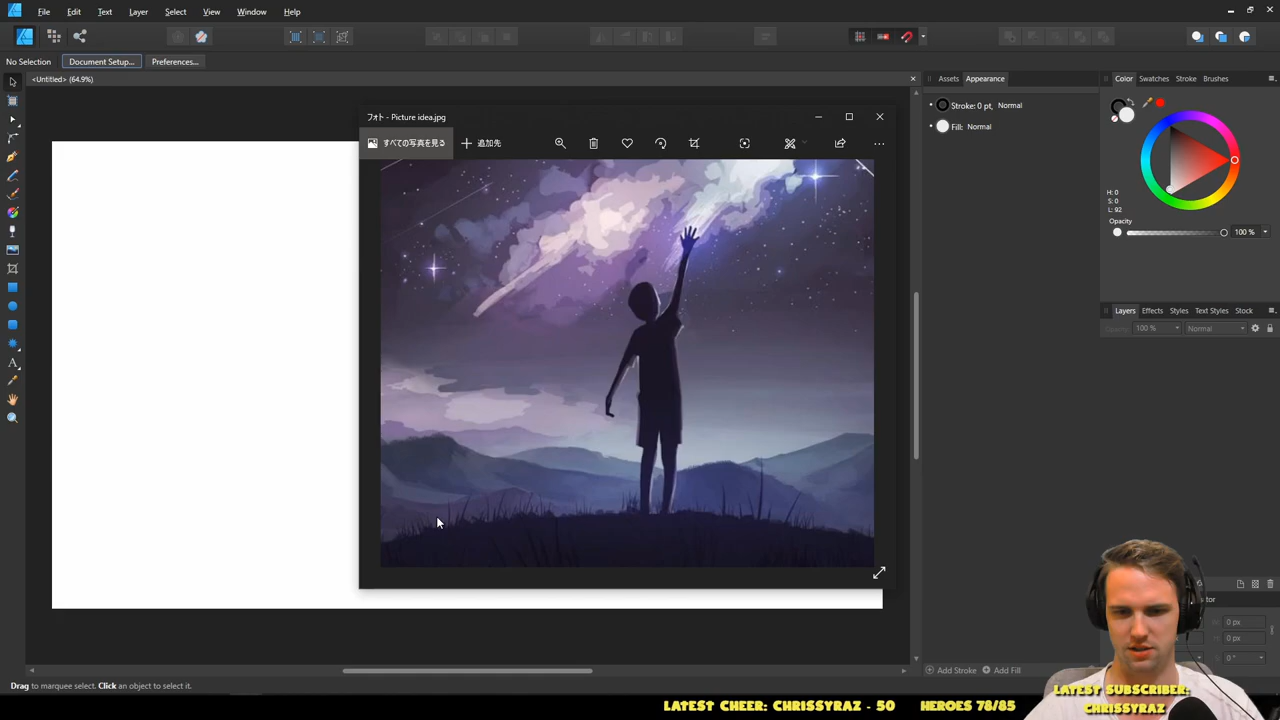 File Edit Text Layer Select View Window Help
No Selection Document Setup... Preferences...
<Untitled> (64.9%)
Assets Appearance
Stroke: 0 pt, Normal
Fill: Normal
Color Swatches Stroke Brushes
H: 0
S: 0
L: 92
Opacity
100 %
Layers Effects Styles Text Styles Stock
Opacity: 100 % Normal
フォト - Picture idea.jpg
すべての写真を見る 追加先
0 px
0 px
0 °
Add Stroke Add Fill
Drag to marquee select. Click an object to select it.
LATEST SUBSCRIBER:
CHRISSYRAZ
LATEST CHEER: CHRISSYRAZ - 50 HEROES 78/85